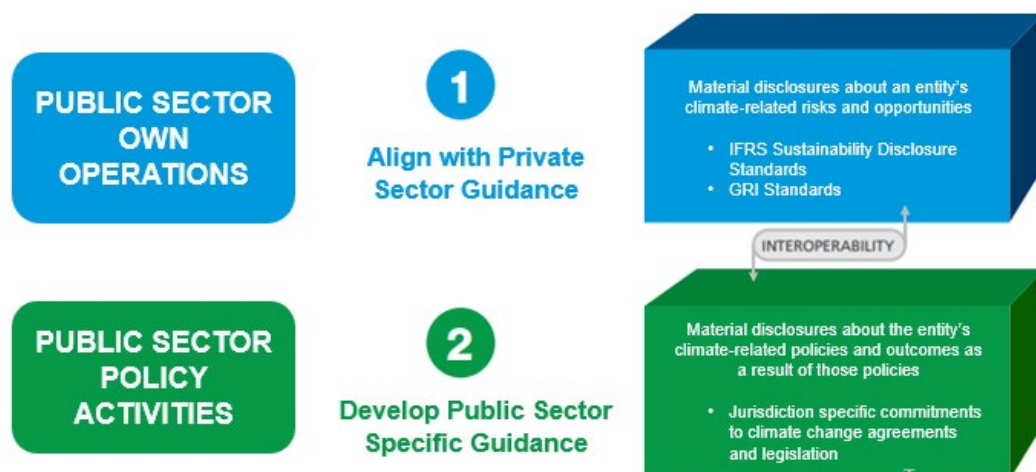 PUBLIC SECTOR
OWN
OPERATIONS
1
Align with Private
Sector Guidance
Material disclosures about an entity's
climate-related risks and opportunities
• IFRS Sustainability Disclosure
Standards
• GRI Standards
INTEROPERABILITY
PUBLIC SECTOR
POLICY
ACTIVITIES
2
Develop Public Sector
Specific Guidance
Material disclosures about the entity's
climate-related policies and outcomes as
a result of those policies
• Jurisdiction specific commitments
to climate change agreements
and legislation